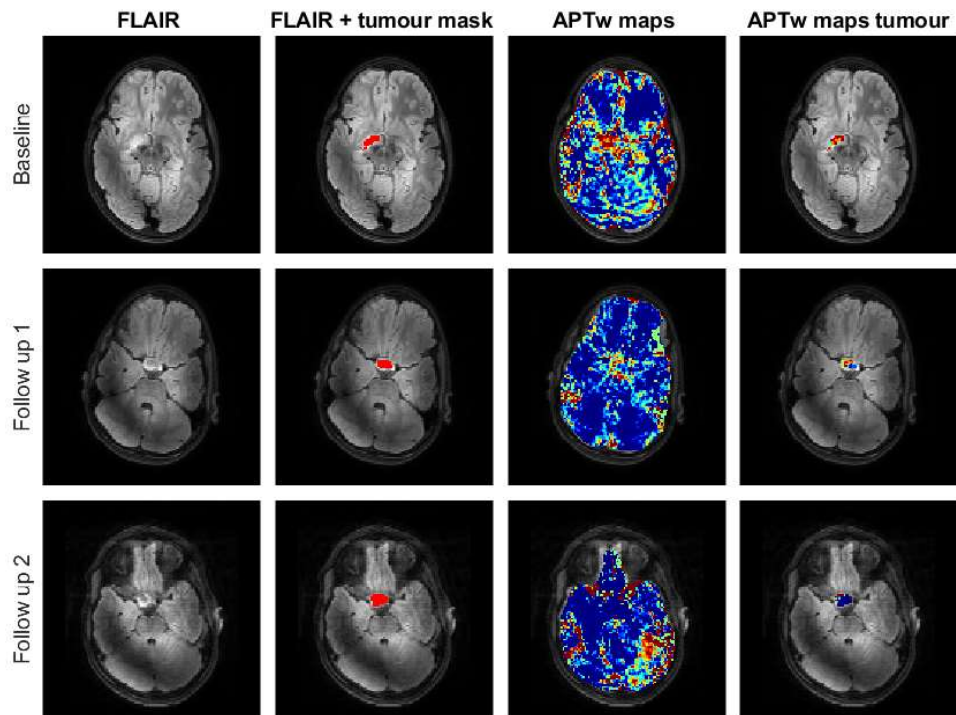 FLAIR FLAIR + tumour mask APTw maps APTw maps tumour
Baseline
Follow up 1
Follow up 2